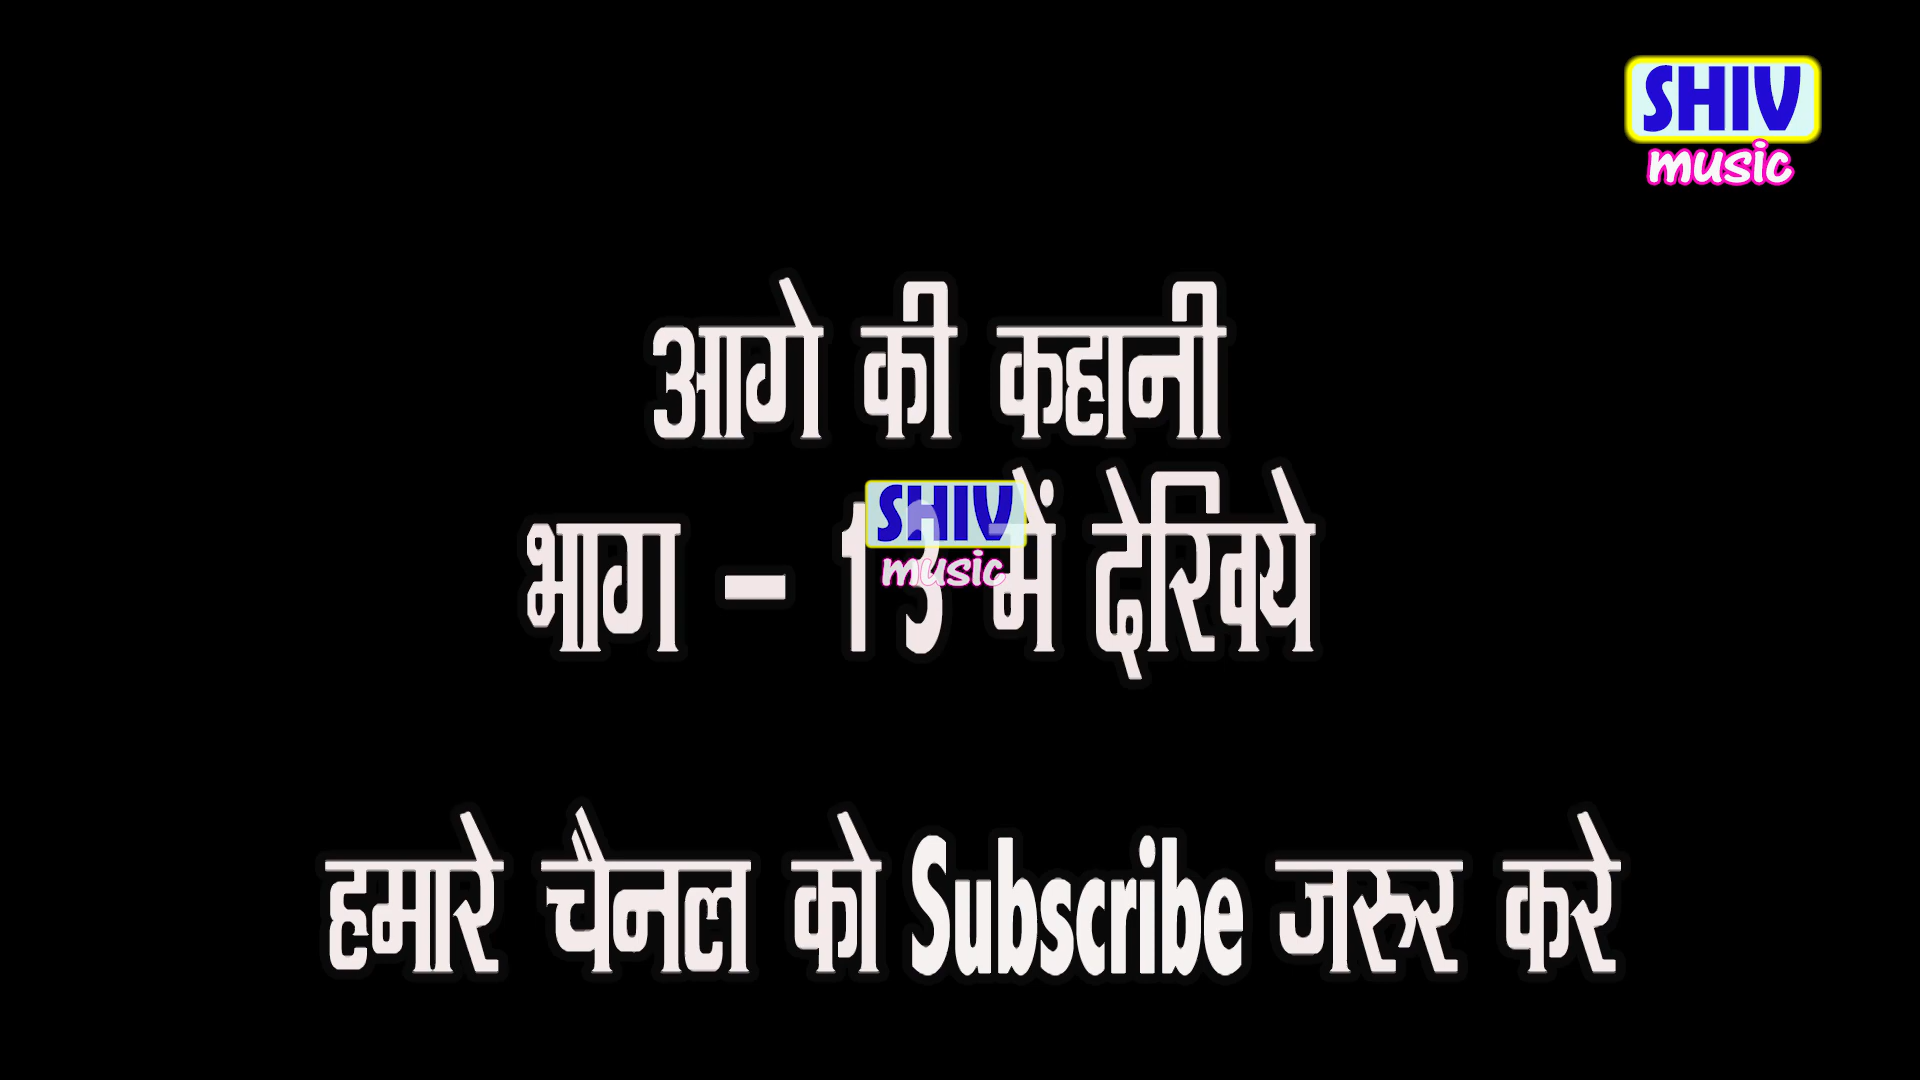 SHIV
music
आगे की कहानी
भाग - 13 में देखिये
SHIV
music
हमारे चैनल को Subscribe जरुर करे